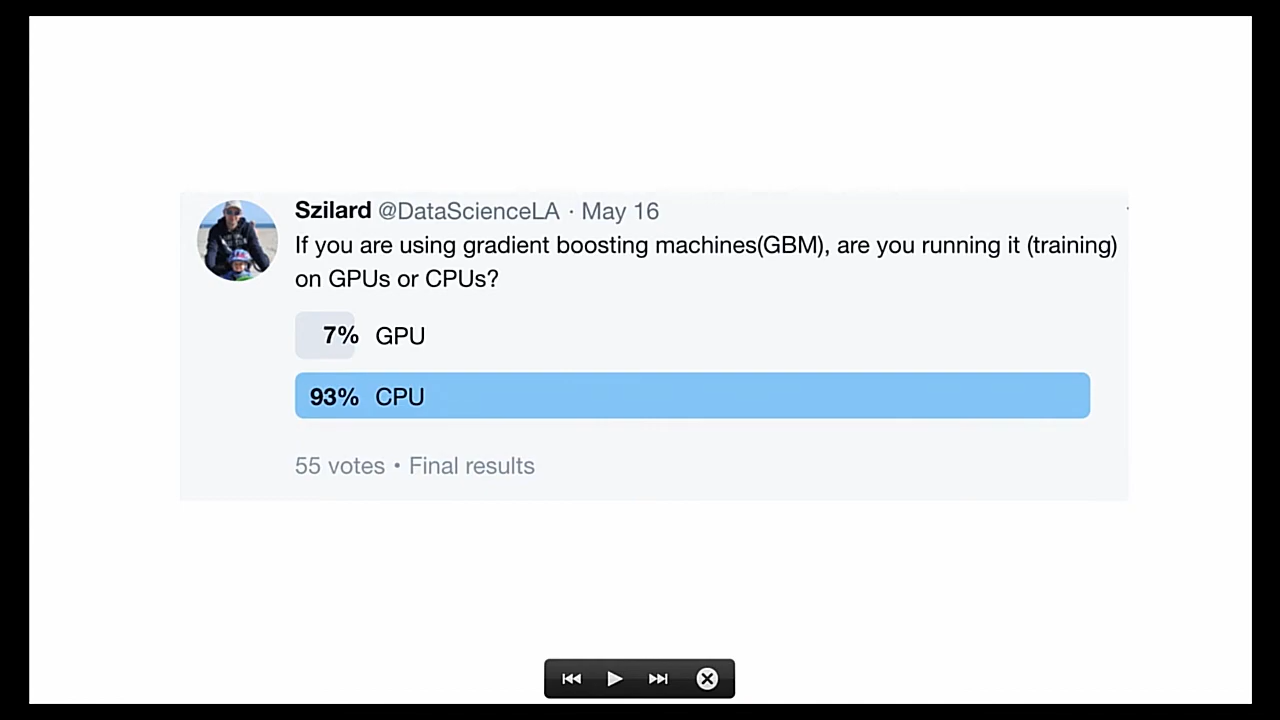 Szilard @DataScienceLA · May 16
If you are using gradient boosting machines(GBM), are you running it (training)
on GPUs or CPUs?
7% GPU
93% CPU
55 votes • Final results